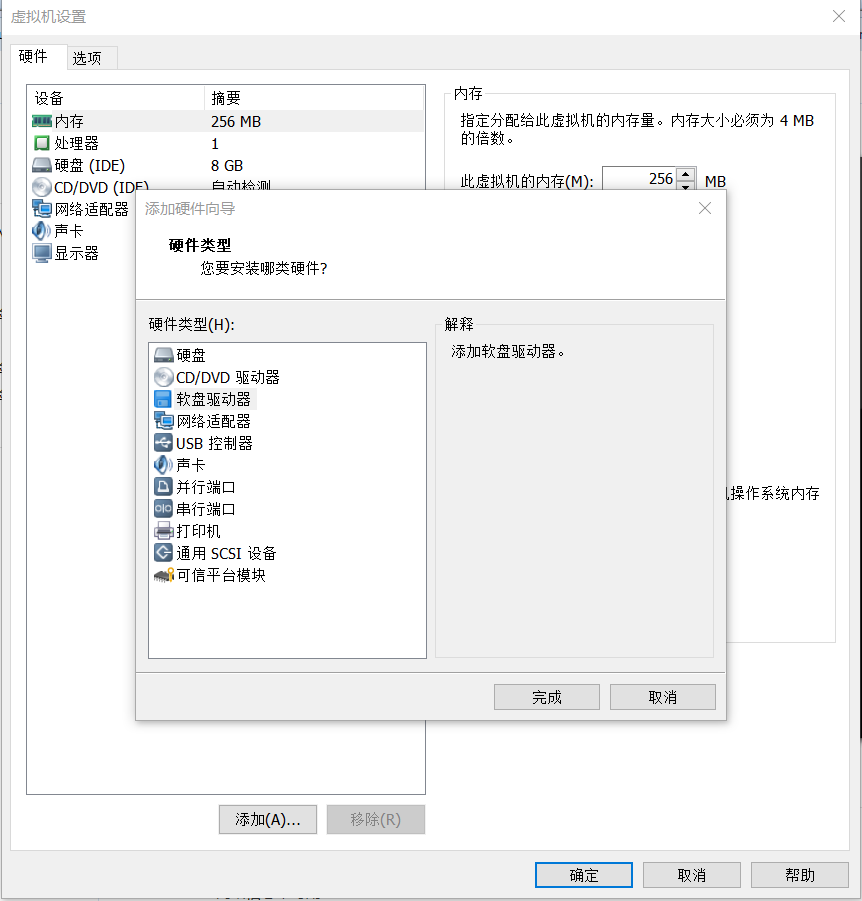 虚拟机设置
硬件 选项
设备 摘要
内存 256 MB
处理器 1
硬盘 (IDE) 8 GB
CD/DVD (IDE) 自动检测
网络适配器
声卡
显示器
内存
指定分配给此虚拟机的内存量。内存大小必须为 4 MB
的倍数。
此虚拟机的内存(M): 256 MB
添加硬件向导
硬件类型
您要安装哪类硬件?
硬件类型(H):
硬盘
CD/DVD 驱动器
软盘驱动器
网络适配器
USB 控制器
声卡
并行端口
串行端口
打印机
通用 SCSI 设备
可信平台模块
解释
添加软盘驱动器。
操作系统内存
完成 取消
添加(A)... 移除(R)
确定 取消 帮助